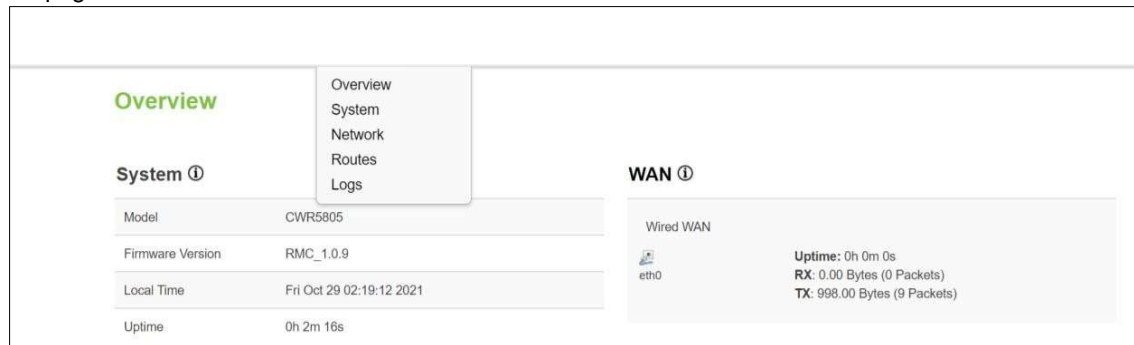 Overview
Overview
System
Network
Routes
Logs
System ⓘ
Model CWR5805
Firmware Version RMC_1.0.9
Local Time Fri Oct 29 02:19:12 2021
Uptime 0h 2m 16s
WAN ⓘ
Wired WAN
eth0
Uptime: 0h 0m 0s
RX: 0.00 Bytes (0 Packets)
TX: 998.00 Bytes (9 Packets)